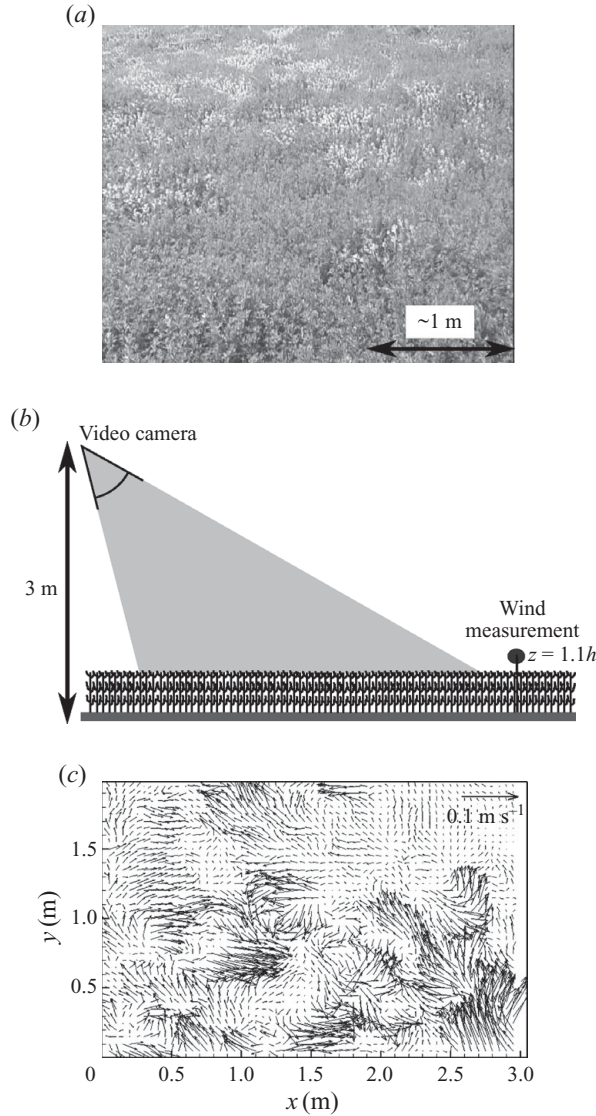 (a)
~1 m
(b)
Video camera
3 m
Wind
measurement
z = 1.1h
(c)
0.1 m s⁻¹
1.5
1.0
0.5
y (m)
0 0.5 1.0 1.5 2.0 2.5 3.0
x (m)